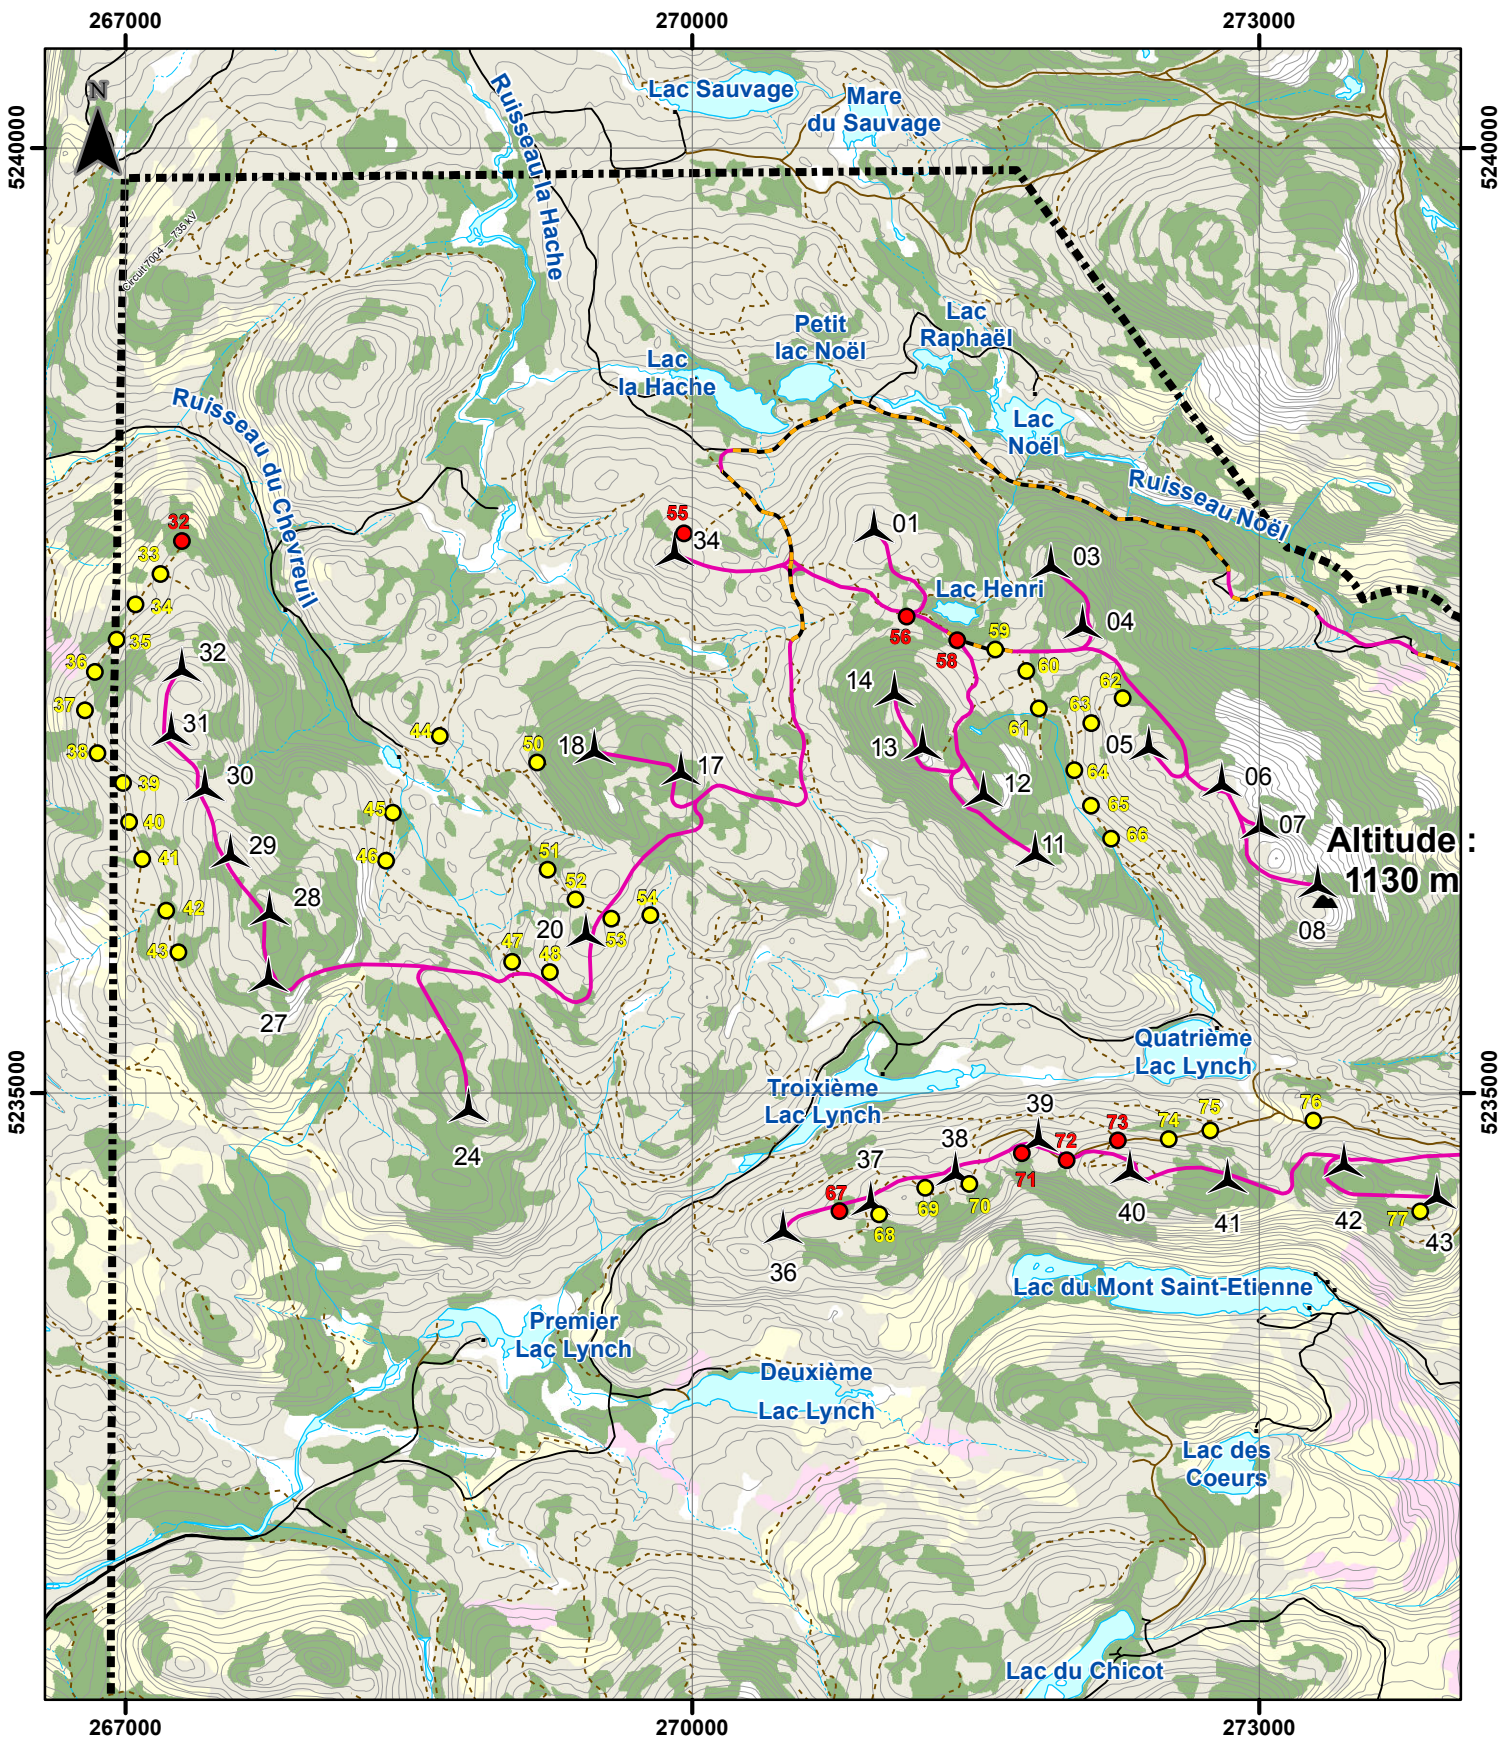 267000
270000
273000
N
5240000
5240000
Ruisseau la Hache
Lac Sauvage
Mare
du Sauvage
Circuit 7004 — 735 kV
Lac
Raphaël
Petit
lac Noël
Lac
la Hache
Ruisseau du Chevreuil
Lac
Noël
Ruisseau Noël
32
33
34
35
36
37
38
39
40
41
42
43
32
31
30
29
28
27
55
34
01
03
04
Lac Henri
56
58
59
60
61
62
63
64
65
66
14
13
12
11
05
06
07
08
Altitude :
1130 m
44
45
46
50
18
17
51
52
53
54
20
47
48
24
5235000
5235000
Quatrième
Lac Lynch
Troixième
Lac Lynch
39
38
37
36
67
68
69
70
71
72
73
74
75
76
77
40
41
42
43
Lac du Mont Saint-Etienne
Premier
Lac Lynch
Deuxième
Lac Lynch
Lac des
Coeurs
Lac du Chicot
267000
270000
273000